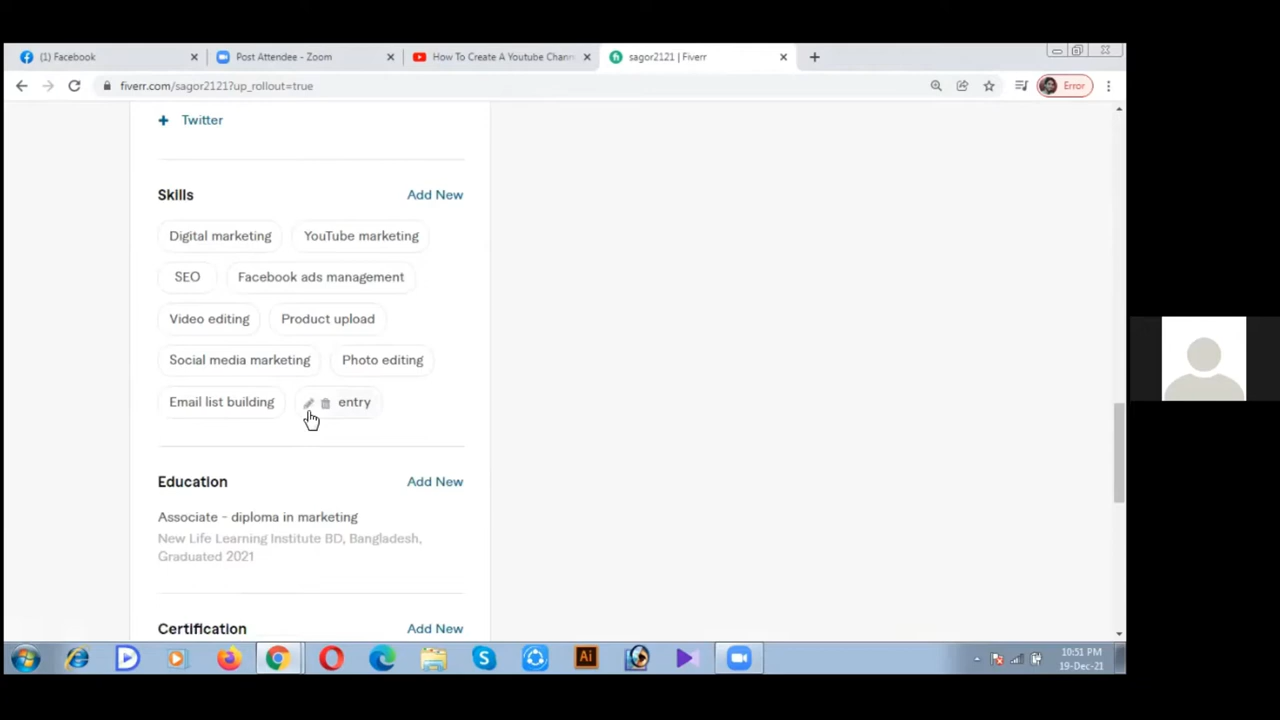 (1) Facebook
Post Attendee - Zoom
How To Create A Youtube Chann
sagor2121 | Fiverr
fiverr.com/sagor2121?up_rollout=true
Error
+ Twitter
Skills
Add New
Digital marketing
YouTube marketing
SEO
Facebook ads management
Video editing
Product upload
Social media marketing
Photo editing
Email list building
entry
Education
Add New
Associate - diploma in marketing
New Life Learning Institute BD, Bangladesh,
Graduated 2021
Certification
Add New
Ai
10:51 PM
19-Dec-21